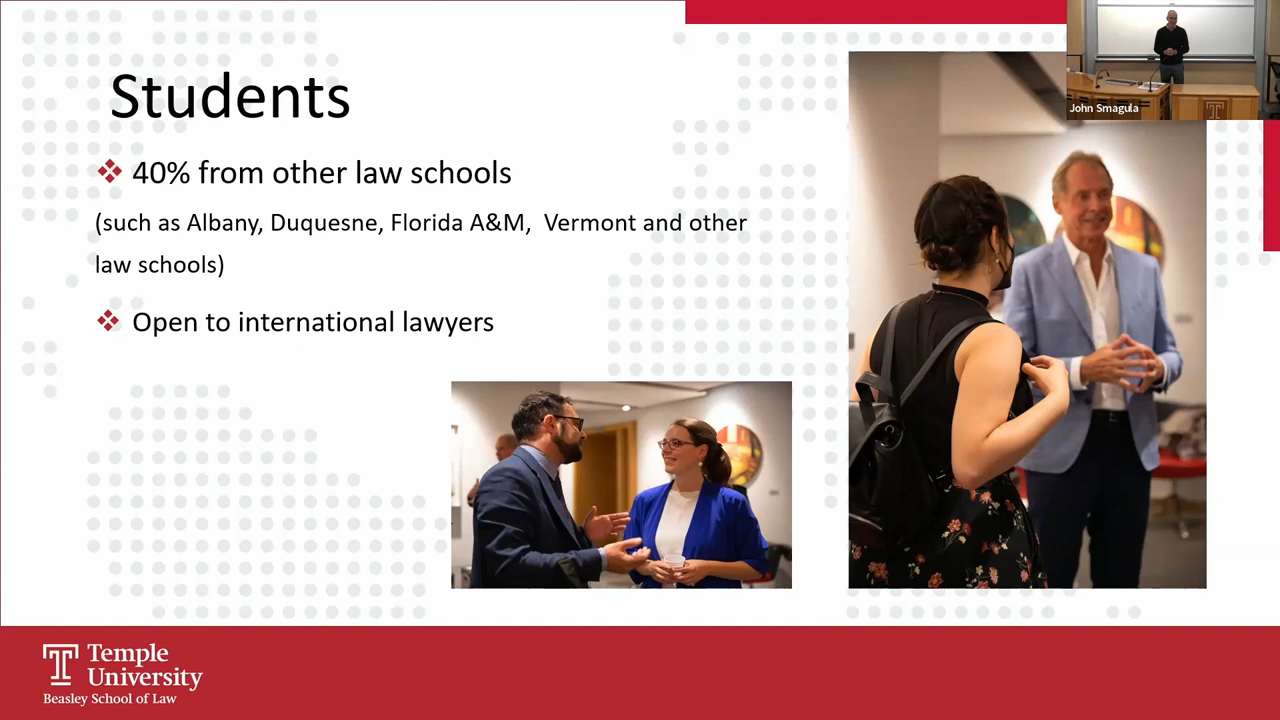 Students
40% from other law schools
(such as Albany, Duquesne, Florida A&M, Vermont and other
law schools)
Open to international lawyers
John Smagula
Temple
University
Beasley School of Law